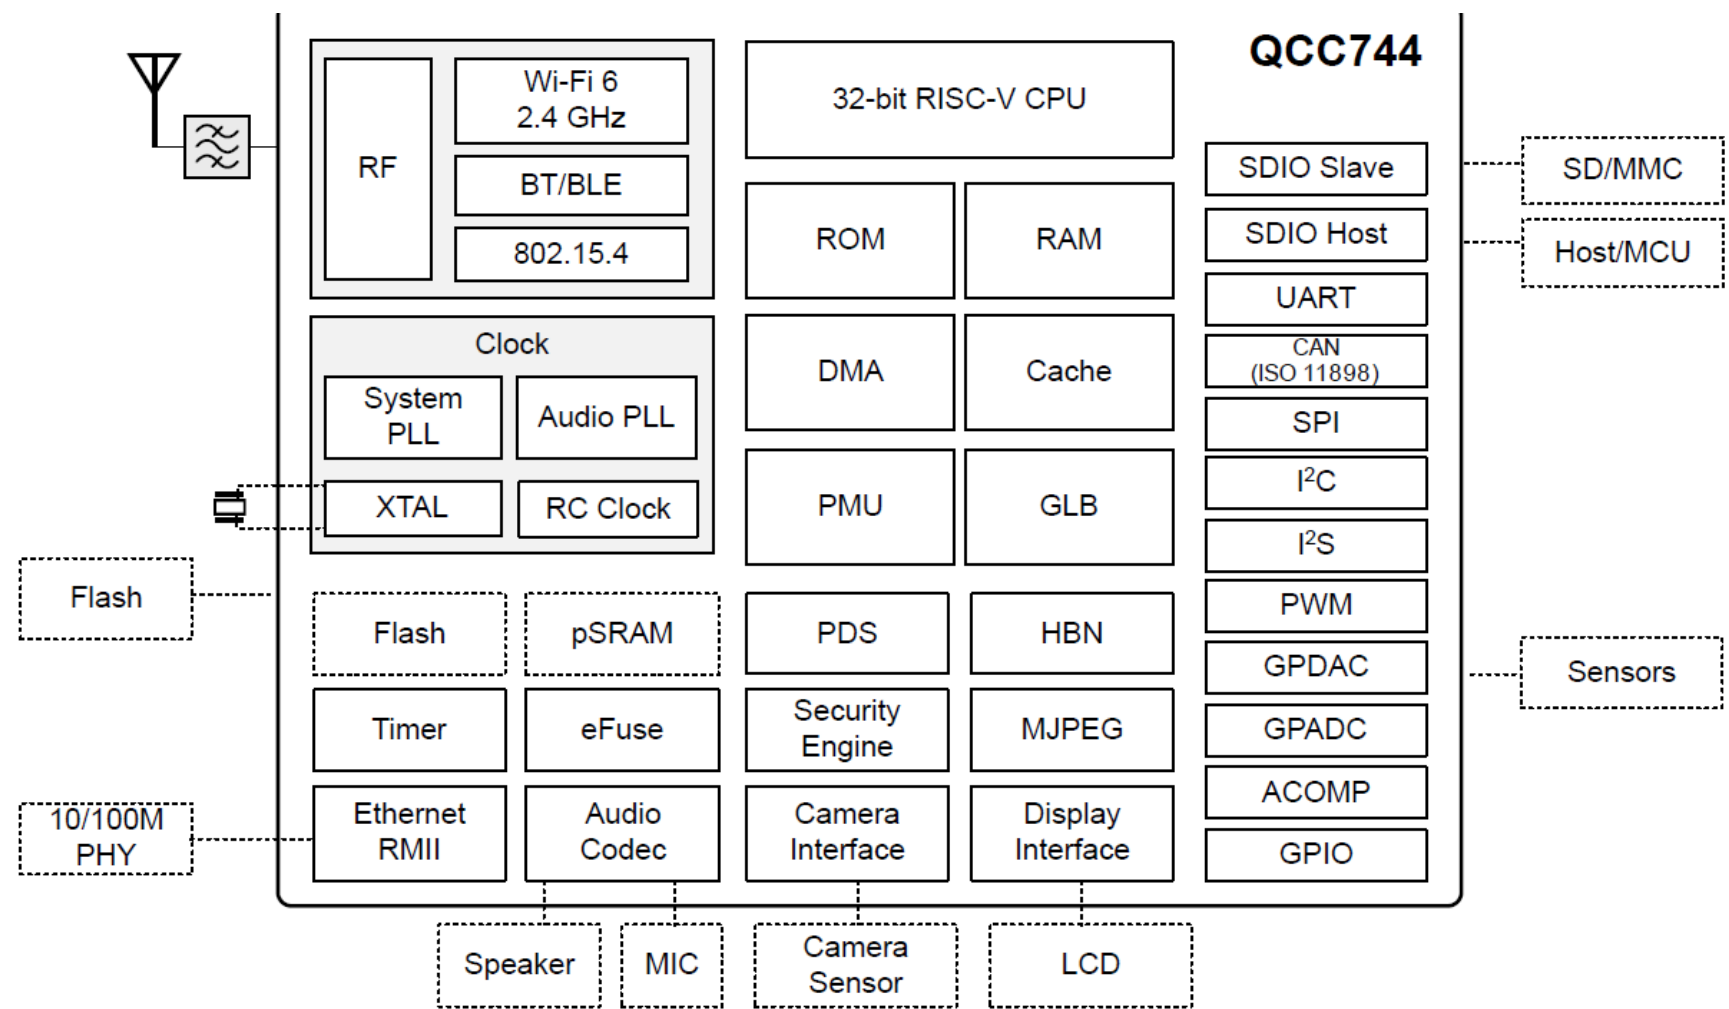 QCC744
Wi-Fi 6
2.4 GHz
RF
BT/BLE
802.15.4
32-bit RISC-V CPU
ROM
RAM
DMA
Cache
PMU
GLB
Clock
System
PLL
Audio PLL
XTAL
RC Clock
Flash
Flash
pSRAM
PDS
HBN
Timer
eFuse
Security
Engine
MJPEG
10/100M
PHY
Ethernet
RMII
Audio
Codec
Camera
Interface
Display
Interface
SDIO Slave
SDIO Host
UART
CAN
(ISO 11898)
SPI
I²C
I²S
PWM
GPDAC
GPADC
ACOMP
GPIO
SD/MMC
Host/MCU
Sensors
Speaker
MIC
Camera
Sensor
LCD